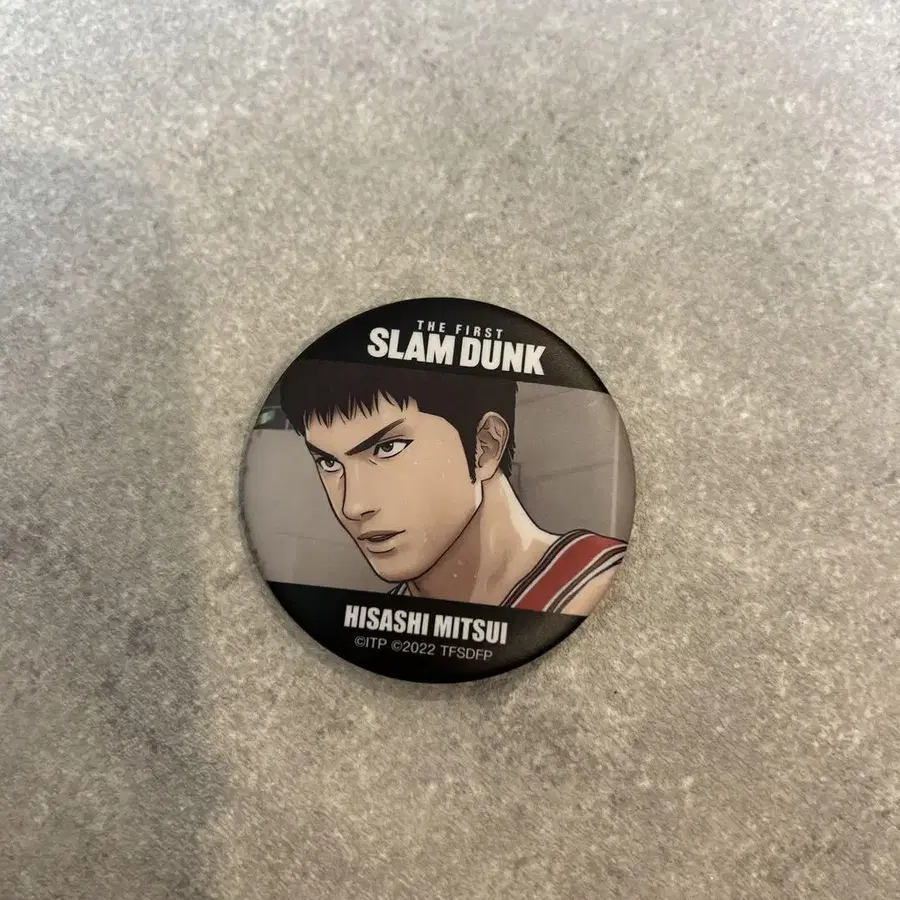 THE FIRST
SLAM DUNK
HISASHI MITSUI
©ITP ©2022 TFSDFP